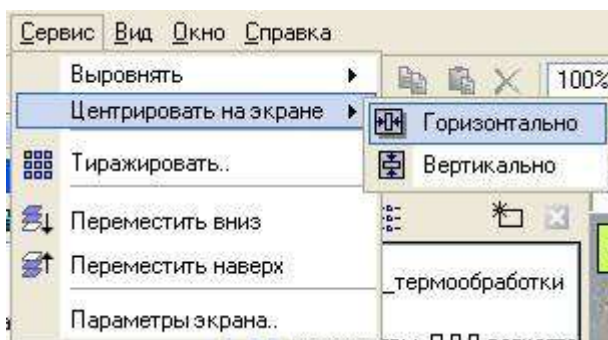 Сервис Вид Окно Справка
Выровнять
100%
Центрировать на экране
Горизонтально
Тиражировать..
Вертикально
Переместить вниз
Переместить наверх
_термообработки
Параметры экрана..